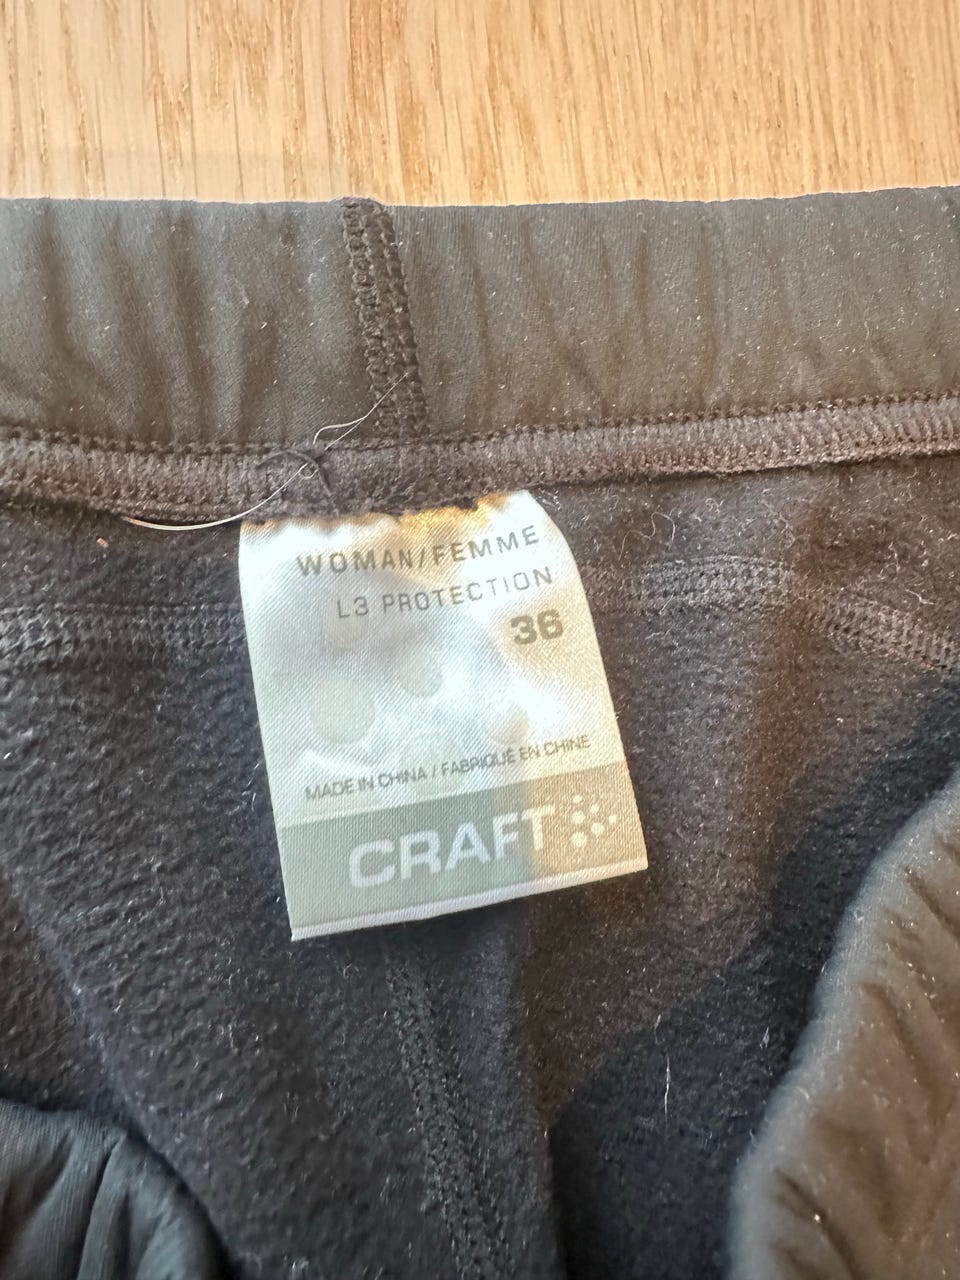 WOMAN/FEMME
L3 PROTECTION
36
MADE IN CHINA / FABRIQUÉ EN CHINE
CRAFT